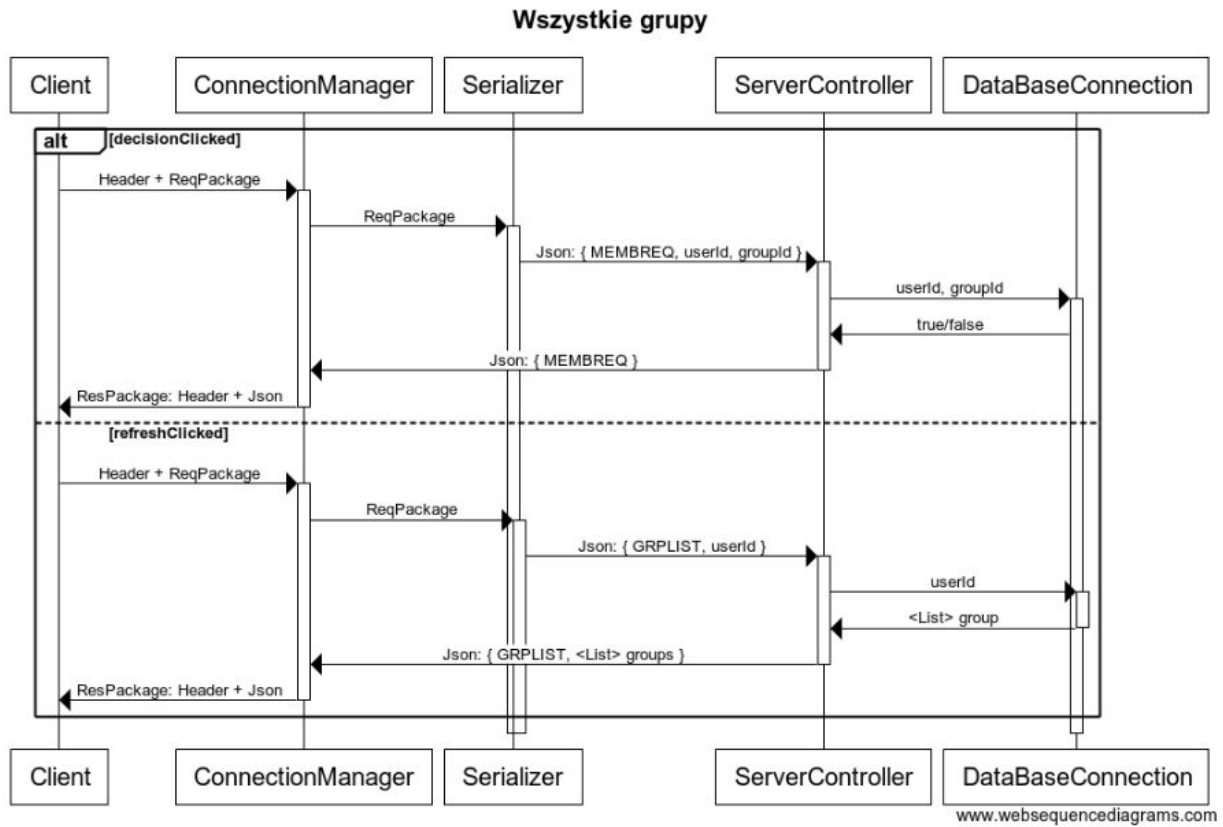 Wszystkie grupy
Client
ConnectionManager
Serializer
ServerController
DataBaseConnection
alt
[decisionClicked]
Header + ReqPackage
ReqPackage
Json: { MEMBREQ, userId, groupId }
userId, groupId
true/false
Json: { MEMBREQ }
ResPackage: Header + Json
[refreshClicked]
Header + ReqPackage
ReqPackage
Json: { GRPLIST, userId }
userId
<List> group
Json: { GRPLIST, <List> groups }
ResPackage: Header + Json
Client
ConnectionManager
Serializer
ServerController
DataBaseConnection
www.websequencediagrams.com